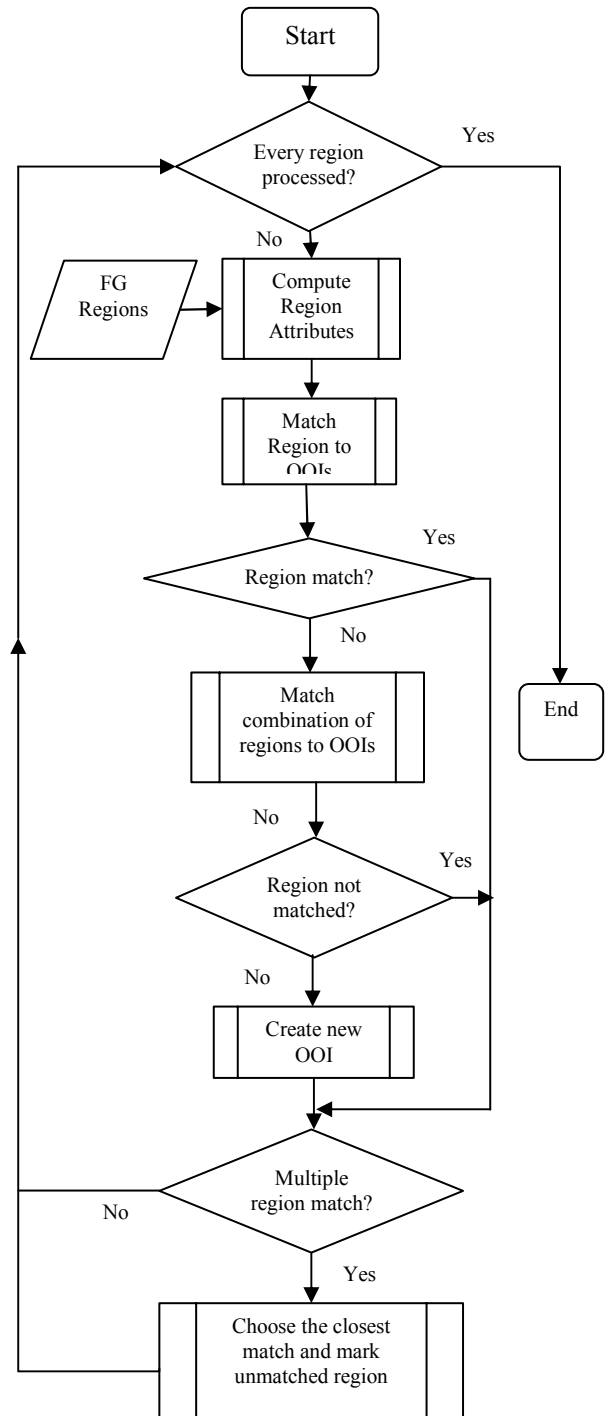 Start
Every region
processed?
Yes
No
FG
Regions
Compute
Region
Attributes
Match
Region to
OOIs
Yes
Region match?
No
Match
combination of
regions to OOIs
End
No
Yes
Region not
matched?
No
Create new
OOI
Multiple
region match?
No
Yes
Choose the closest
match and mark
unmatched region